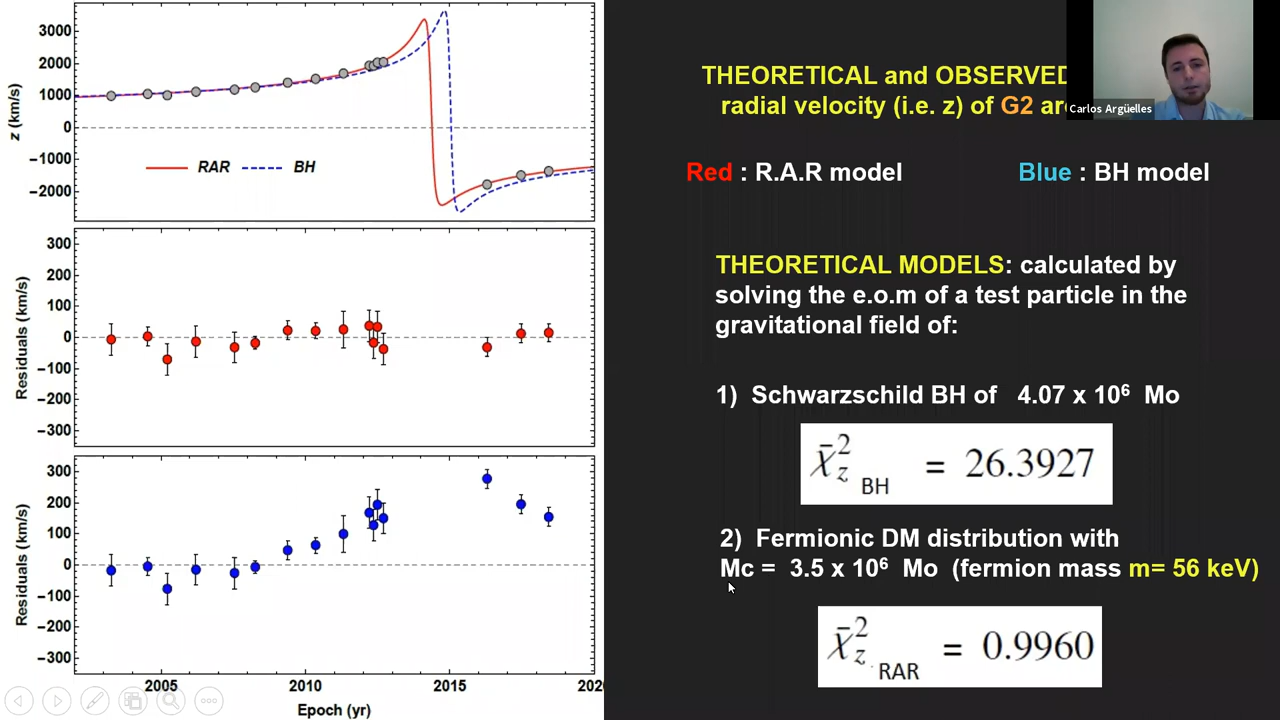 3000
2000
1000
0
−1000
−2000
z (km/s)
RAR
BH
300
200
100
0
−100
−200
−300
Residuals (km/s)
300
200
100
0
−100
−200
−300
Residuals (km/s)
2005
2010
2015
2020
Epoch (yr)
THEORETICAL and OBSERVED
radial velocity (i.e. z) of G2
Carlos Argüelles
Red : R.A.R model
Blue : BH model
THEORETICAL MODELS: calculated by
solving the e.o.m of a test particle in the
gravitational field of:
1) Schwarzschild BH of 4.07 x 10⁶ Mo
χ̄²z BH = 26.3927
2) Fermionic DM distribution with
Mc = 3.5 x 10⁶ Mo (fermion mass m= 56 keV)
χ̄²z RAR = 0.9960